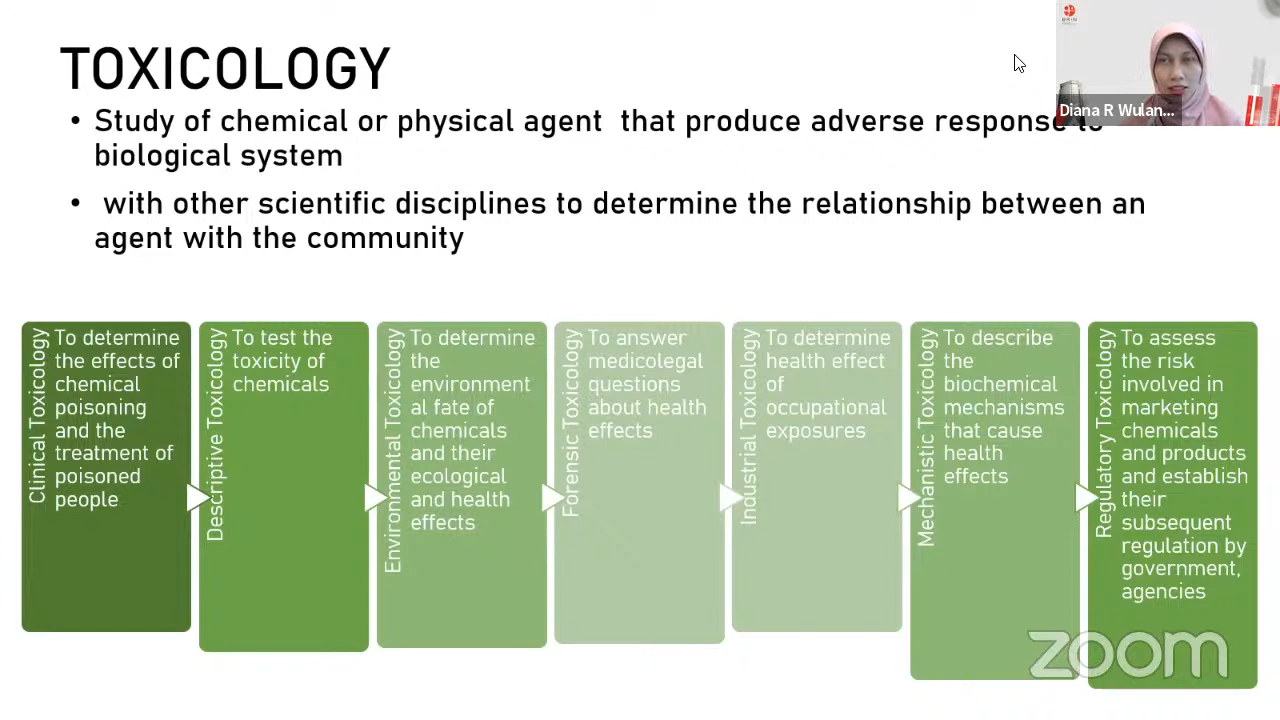 TOXICOLOGY
• Study of chemical or physical agent that produce adverse response to
biological system
• with other scientific disciplines to determine the relationship between an
agent with the community
Diana R Wulan...
Clinical Toxicology
To determine
the effects of
chemical
poisoning
and the
treatment of
poisoned
people
Descriptive Toxicology
To test the
toxicity of
chemicals
Environmental Toxicology
To determine
the
environment
al fate of
chemicals
and their
ecological
and health
effects
Forensic Toxicology
To answer
medicolegal
questions
about health
effects
Industrial Toxicology
To determine
health effect
of
occupational
exposures
Mechanistic Toxicology
To describe
the
biochemical
mechanisms
that cause
health
effects
Regulatory Toxicology
To assess
the risk
involved in
marketing
chemicals
and products
and establish
their
subsequent
regulation by
government,
agencies
zoom